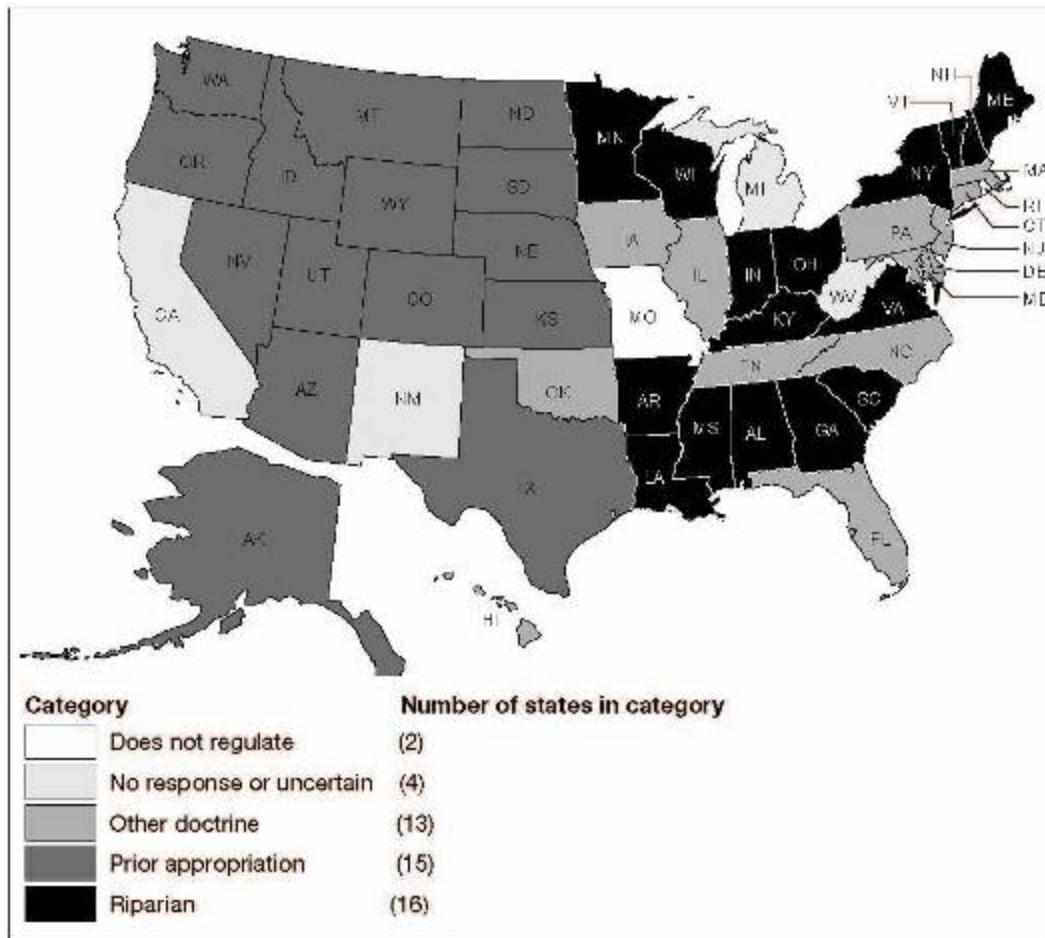 NH
VT
ME
WA
MT
ND
MN
OR
ID
SD
WI
NY
MA
WY
MI
RI
CT
NE
IA
PA
NJ
NV
UT
IL
IN
OH
DE
CA
CO
KS
MO
WV
VA
MD
KY
AZ
NM
OK
TN
NC
AR
SC
MS
AL
GA
TX
LA
AK
FL
HI
Category Number of states in category
Does not regulate (2)
No response or uncertain (4)
Other doctrine (13)
Prior appropriation (15)
Riparian (16)